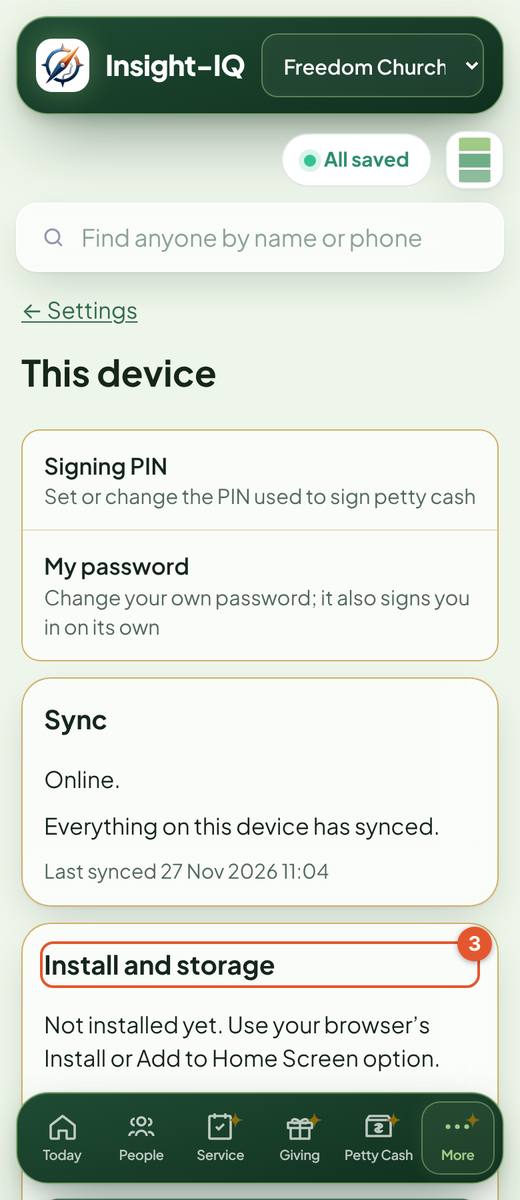 Insight-IQ
Freedom Church
All saved
Find anyone by name or phone
← Settings
This device
Signing PIN
Set or change the PIN used to sign petty cash
My password
Change your own password; it also signs you
in on its own
Sync
Online.
Everything on this device has synced.
Last synced 27 Nov 2026 11:04
3
Install and storage
Not installed yet. Use your browser’s
Install or Add to Home Screen option.
Today
People
Service
Giving
Petty Cash
More